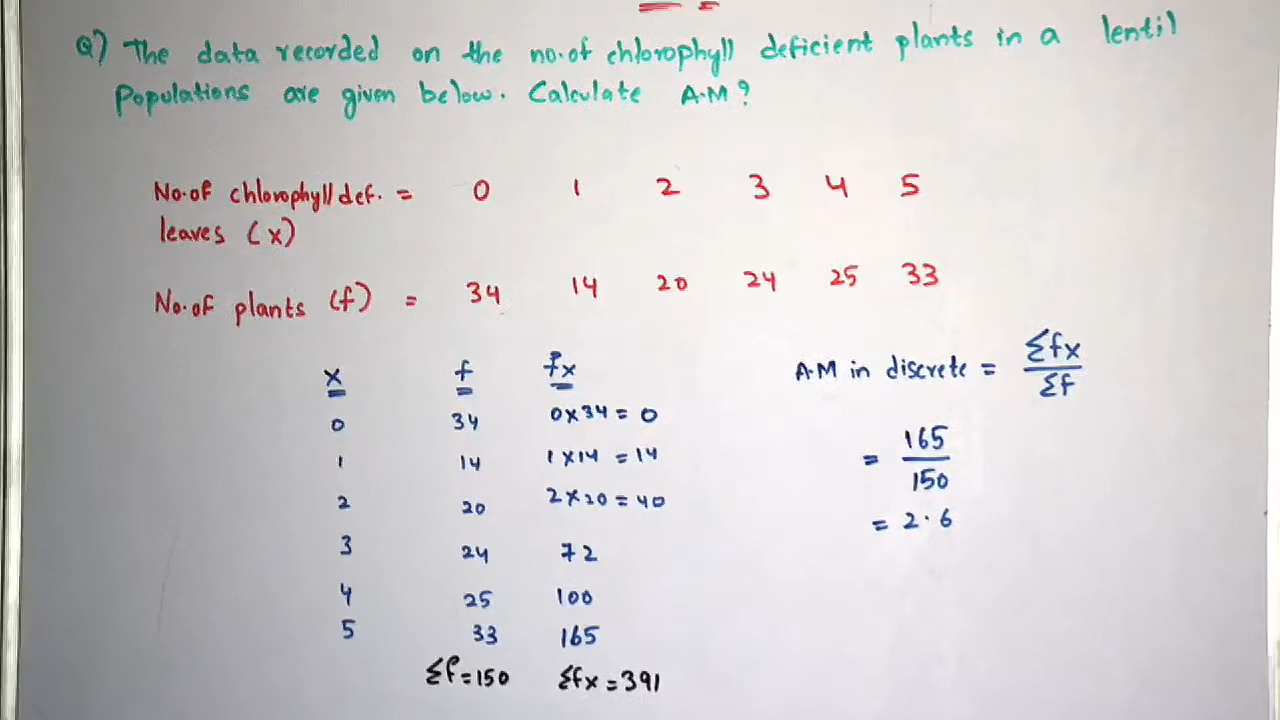 Q) The data recorded on the no.of chlorophyll deficient plants in a lentil
Populations are given below. Calculate A.M?
No.of chlorophyll def. = 0 1 2 3 4 5
leaves (x)
No.of plants (f) = 34 14 20 24 25 33
x f fx
0 34 0x34 = 0
1 14 1x14 = 14
2 20 2x20 = 40
3 24 72
4 25 100
5 33 165
Σf=150 Σfx=391
A.M in discrete = Σfx
Σf
= 165
150
= 2.6